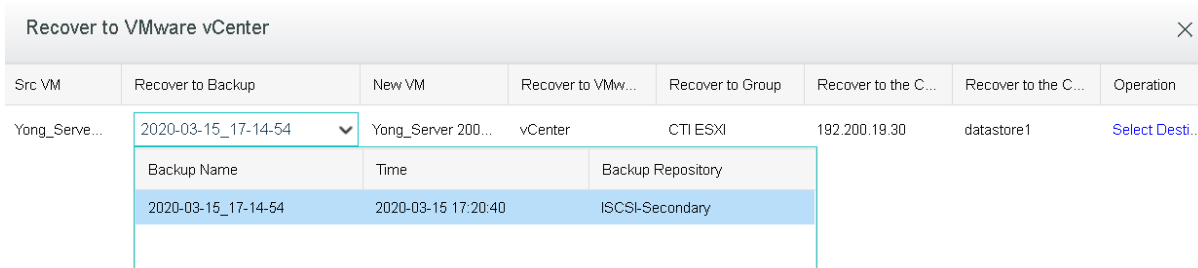 Recover to VMware vCenter
Src VM Recover to Backup New VM Recover to VMw... Recover to Group Recover to the C... Recover to the C... Operation
Yong_Serve... 2020-03-15_17-14-54 Yong_Server 200... vCenter CTI ESXI 192.200.19.30 datastore1 Select Desti...
Backup Name Time Backup Repository
2020-03-15_17-14-54 2020-03-15 17:20:40 ISCSI-Secondary